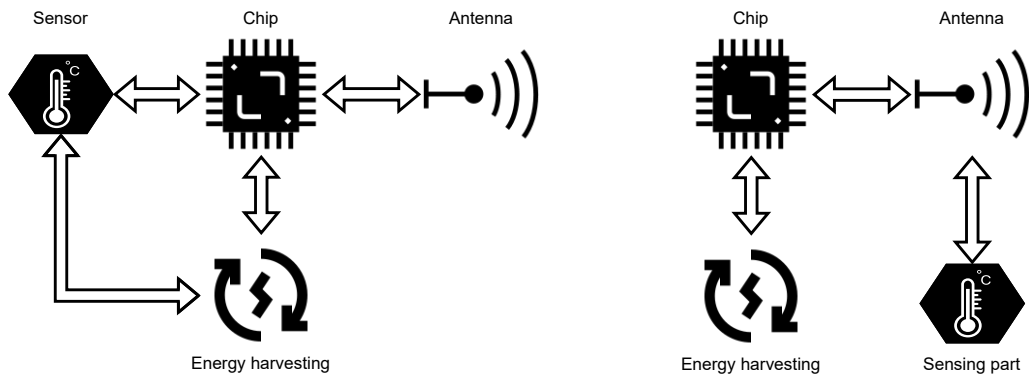 Sensor
Chip
Antenna
°C
Energy harvesting
Chip
Antenna
°C
Energy harvesting
Sensing part